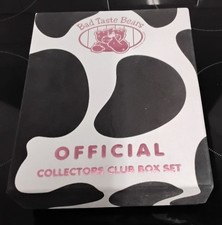 Bad Taste Bears
OFFICIAL
COLLECTORS CLUB BOX SET